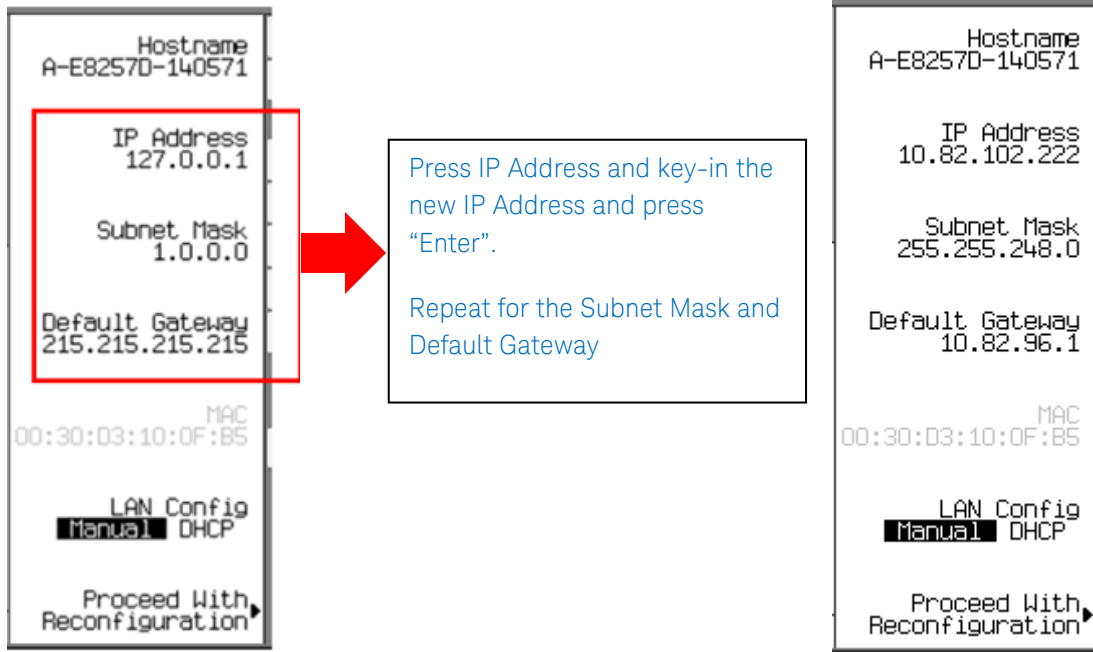 Hostname
A-E8257D-140571
IP Address
127.0.0.1
Subnet Mask
1.0.0.0
Default Gateway
215.215.215.215
MAC
00:30:D3:10:0F:B5
LAN Config
Manual DHCP
Proceed With
Reconfiguration
Press IP Address and key-in the
new IP Address and press
“Enter”.
Repeat for the Subnet Mask and
Default Gateway
Hostname
A-E8257D-140571
IP Address
10.82.102.222
Subnet Mask
255.255.248.0
Default Gateway
10.82.96.1
MAC
00:30:D3:10:0F:B5
LAN Config
Manual DHCP
Proceed With
Reconfiguration